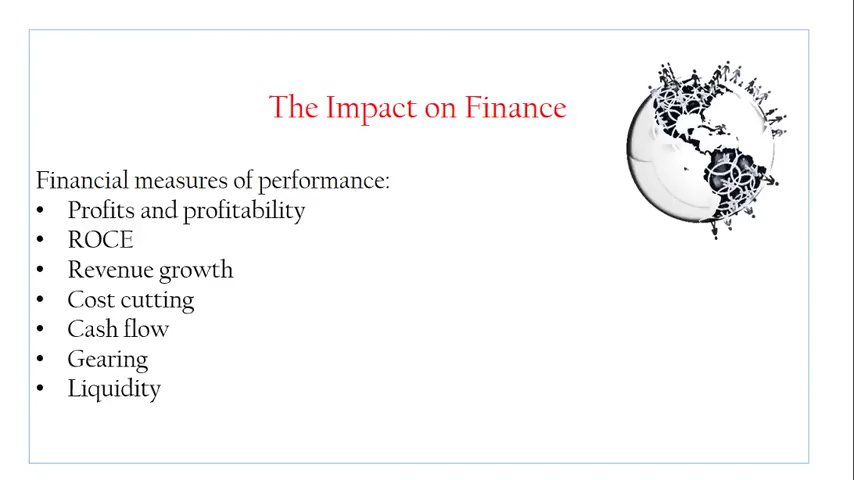 The Impact on Finance
Financial measures of performance:
• Profits and profitability
• ROCE
• Revenue growth
• Cost cutting
• Cash flow
• Gearing
• Liquidity